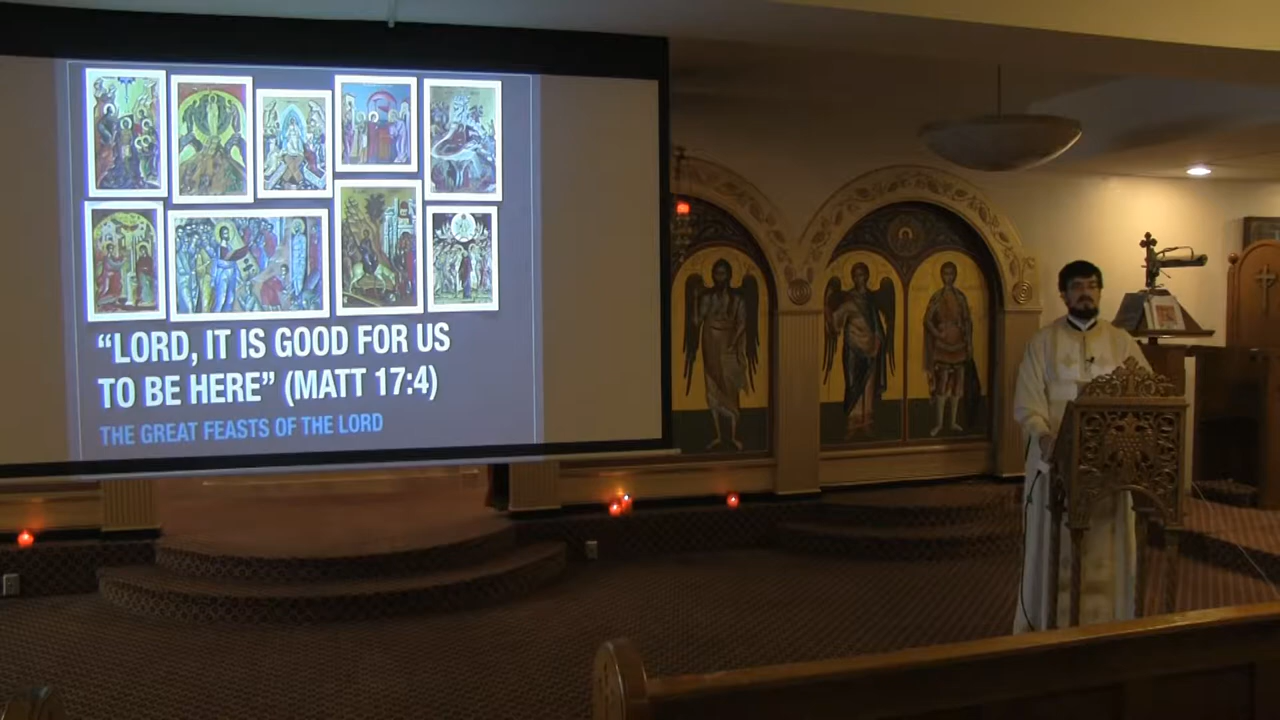 “LORD, IT IS GOOD FOR US
TO BE HERE” (MATT 17:4)
THE GREAT FEASTS OF THE LORD